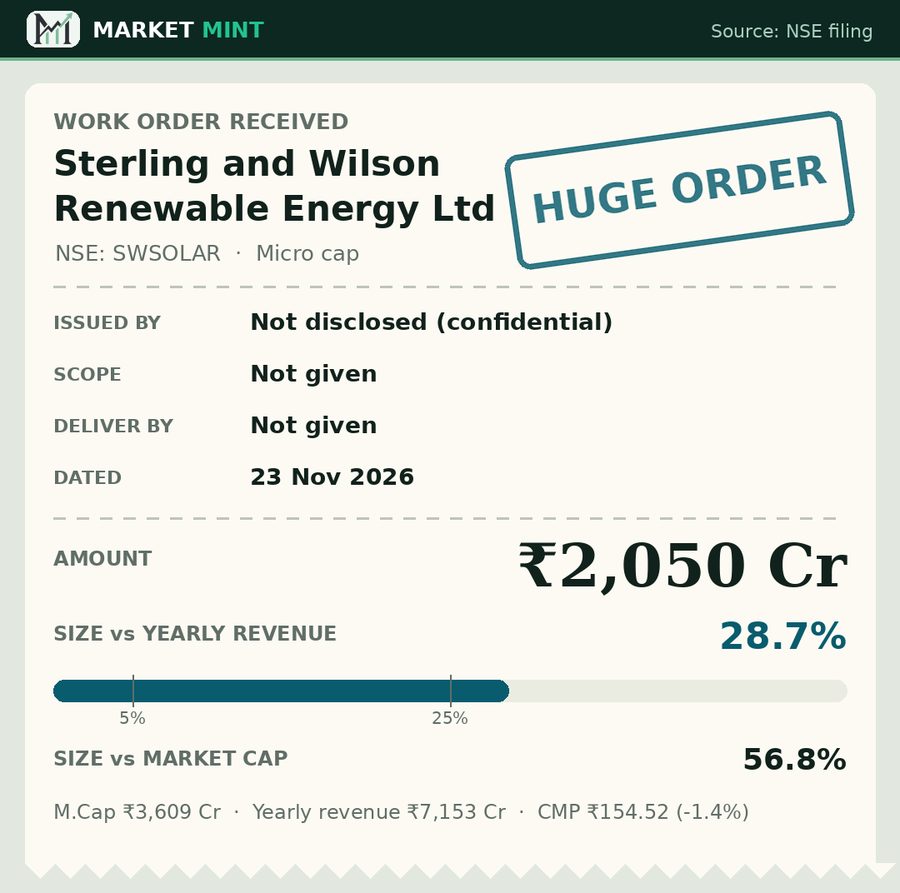 MARKET MINT
Source: NSE filing
WORK ORDER RECEIVED
Sterling and Wilson
Renewable Energy Ltd
HUGE ORDER
NSE: SWSOLAR · Micro cap
ISSUED BY Not disclosed (confidential)
SCOPE Not given
DELIVER BY Not given
DATED 23 Nov 2026
AMOUNT ₹2,050 Cr
SIZE vs YEARLY REVENUE 28.7%
5% 25%
SIZE vs MARKET CAP 56.8%
M.Cap ₹3,609 Cr · Yearly revenue ₹7,153 Cr · CMP ₹154.52 (-1.4%)